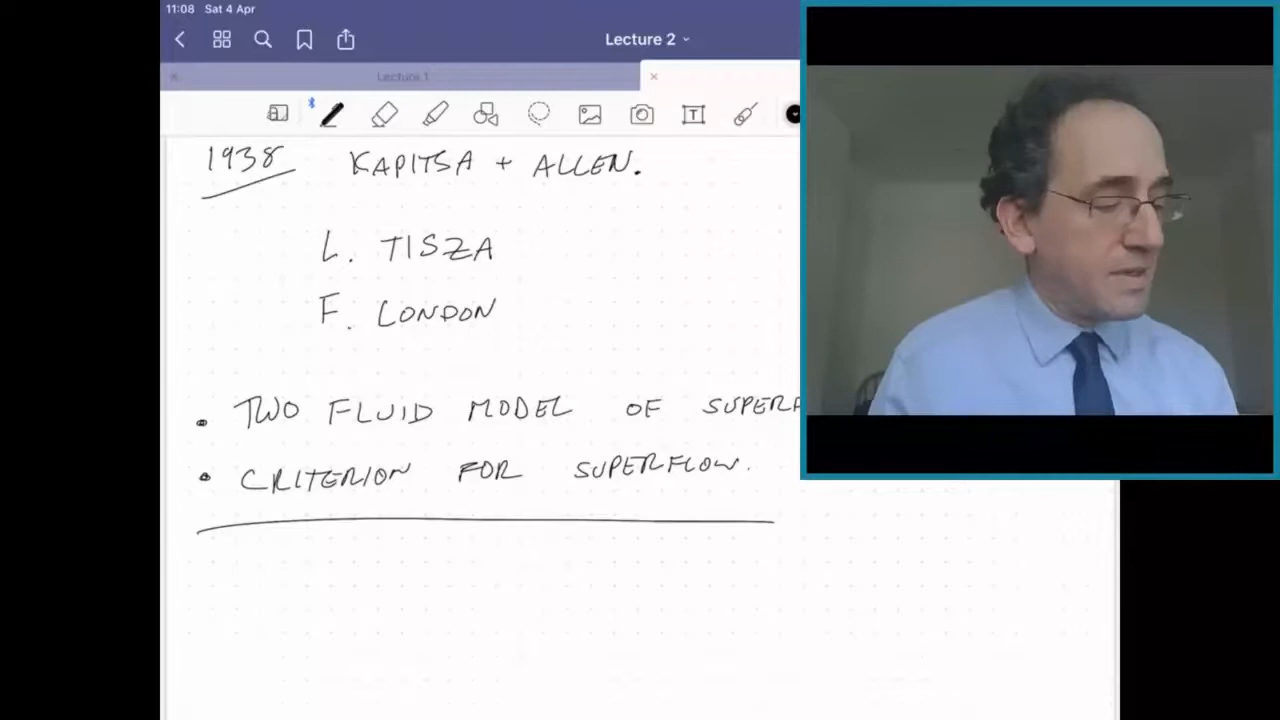 11:08 Sat 4 Apr
Lecture 2
Lecture 1
T
1938 KAPITSA + ALLEN.
L. TISZA
F. LONDON
• TWO FLUID MODEL OF
• CRITERION FOR SUPERFLOW.